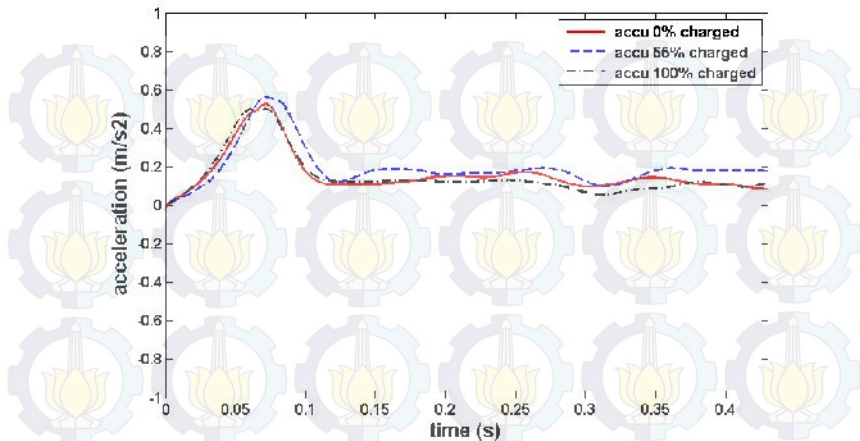 1
0.8
0.6
0.4
0.2
0
-0.2
-0.4
-0.6
-0.8
-1
acceleration (m/s2)
accu 0% charged
accu 56% charged
accu 100% charged
0 0.05 0.1 0.15 0.2 0.25 0.3 0.35 0.4
time (s)